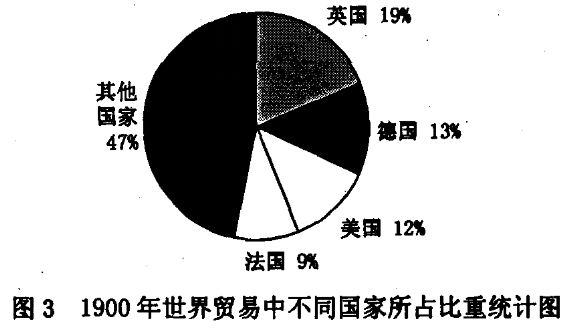 英国 19%
其他
国家
47%
德国 13%
美国 12%
法国 9%
图 3 1900 年世界贸易中不同国家所占比重统计图